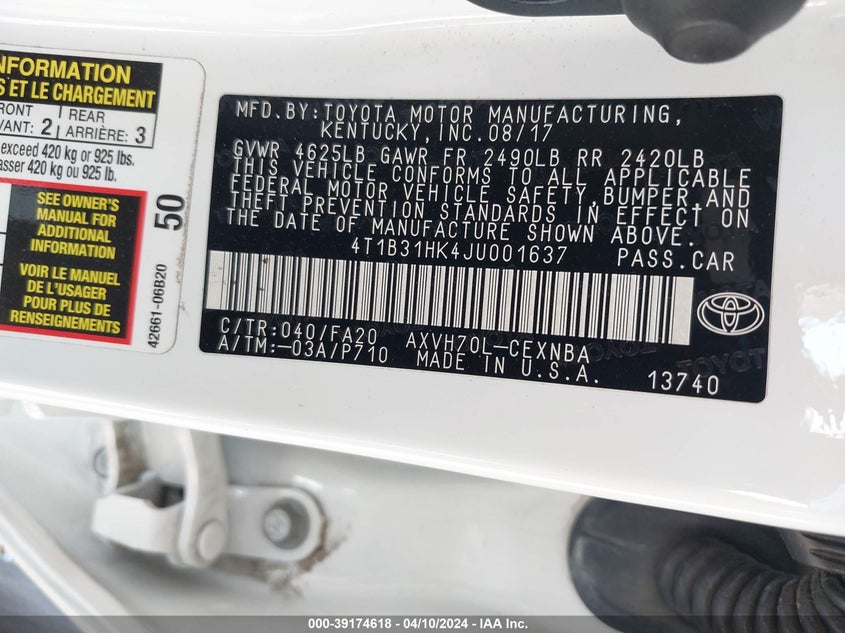 NFORMATION
S ET LE CHARGEMENT
FRONT
VANT: 2
REAR
ARRIÈRE: 3
exceed 420 kg or 925 lbs.
asser 420 kg ou 925 lb.
SEE OWNER'S
MANUAL FOR
ADDITIONAL
INFORMATION
VOIR LE MANUEL
DE L'USAGER
POUR PLUS DE
RENSEIGNEMENTS
50
42661-06B20
MFD.BY:TOYOTA MOTOR MANUFACTURING,
KENTUCKY,INC.08/17
GVWR 4625LB GAWR FR 2490LB RR 2420LB
THIS VEHICLE CONFORMS TO ALL APPLICABLE
FEDERAL MOTOR VEHICLE SAFETY,BUMPER,AND
THEFT PREVENTION STANDARDS IN EFFECT ON
THE DATE OF MANUFACTURE SHOWN ABOVE.
4T1B31HK4JU001637 PASS.CAR
C/TR:040/FA20 AXVH70L-CEXNBA
A/TM:-03A/P710 MADE IN U.S.A. 13740
TOYOTA
000-39174618 / 04/10/2024 / IAA Inc.